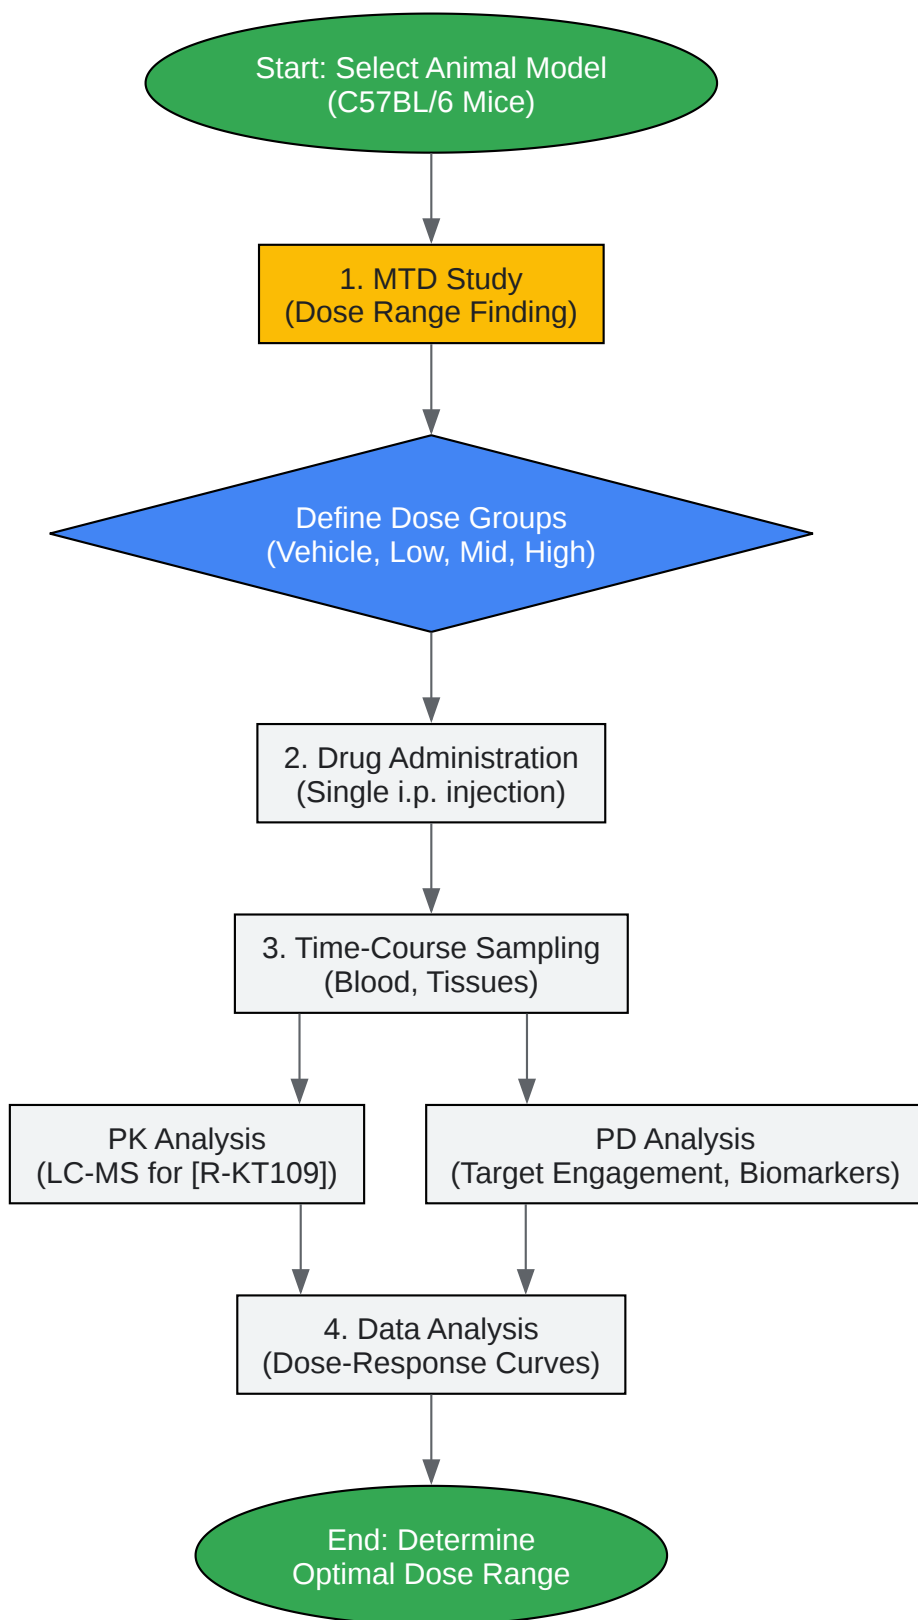 Start: Select Animal Model
(C57BL/6 Mice)
1. MTD Study
(Dose Range Finding)
Define Dose Groups
(Vehicle, Low, Mid, High)
2. Drug Administration
(Single i.p. injection)
3. Time-Course Sampling
(Blood, Tissues)
PK Analysis
(LC-MS for [R-KT109])
PD Analysis
(Target Engagement, Biomarkers)
4. Data Analysis
(Dose-Response Curves)
End: Determine
Optimal Dose Range